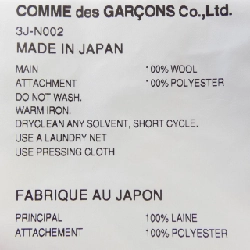 COMME des GARÇONS Co.,Ltd.
3J-N002
MADE IN JAPAN
MAIN 100% WOOL
ATTACHMENT 100% POLYESTER
DO NOT WASH.
WARM IRON.
DRYCLEAN ANY SOLVENT, SHORT CYCLE.
USE A LAUNDRY NET
USE PRESSING CLOTH
FABRIQUE AU JAPON
PRINCIPAL 100% LAINE
ATTACHEMENT 100% POLYESTER